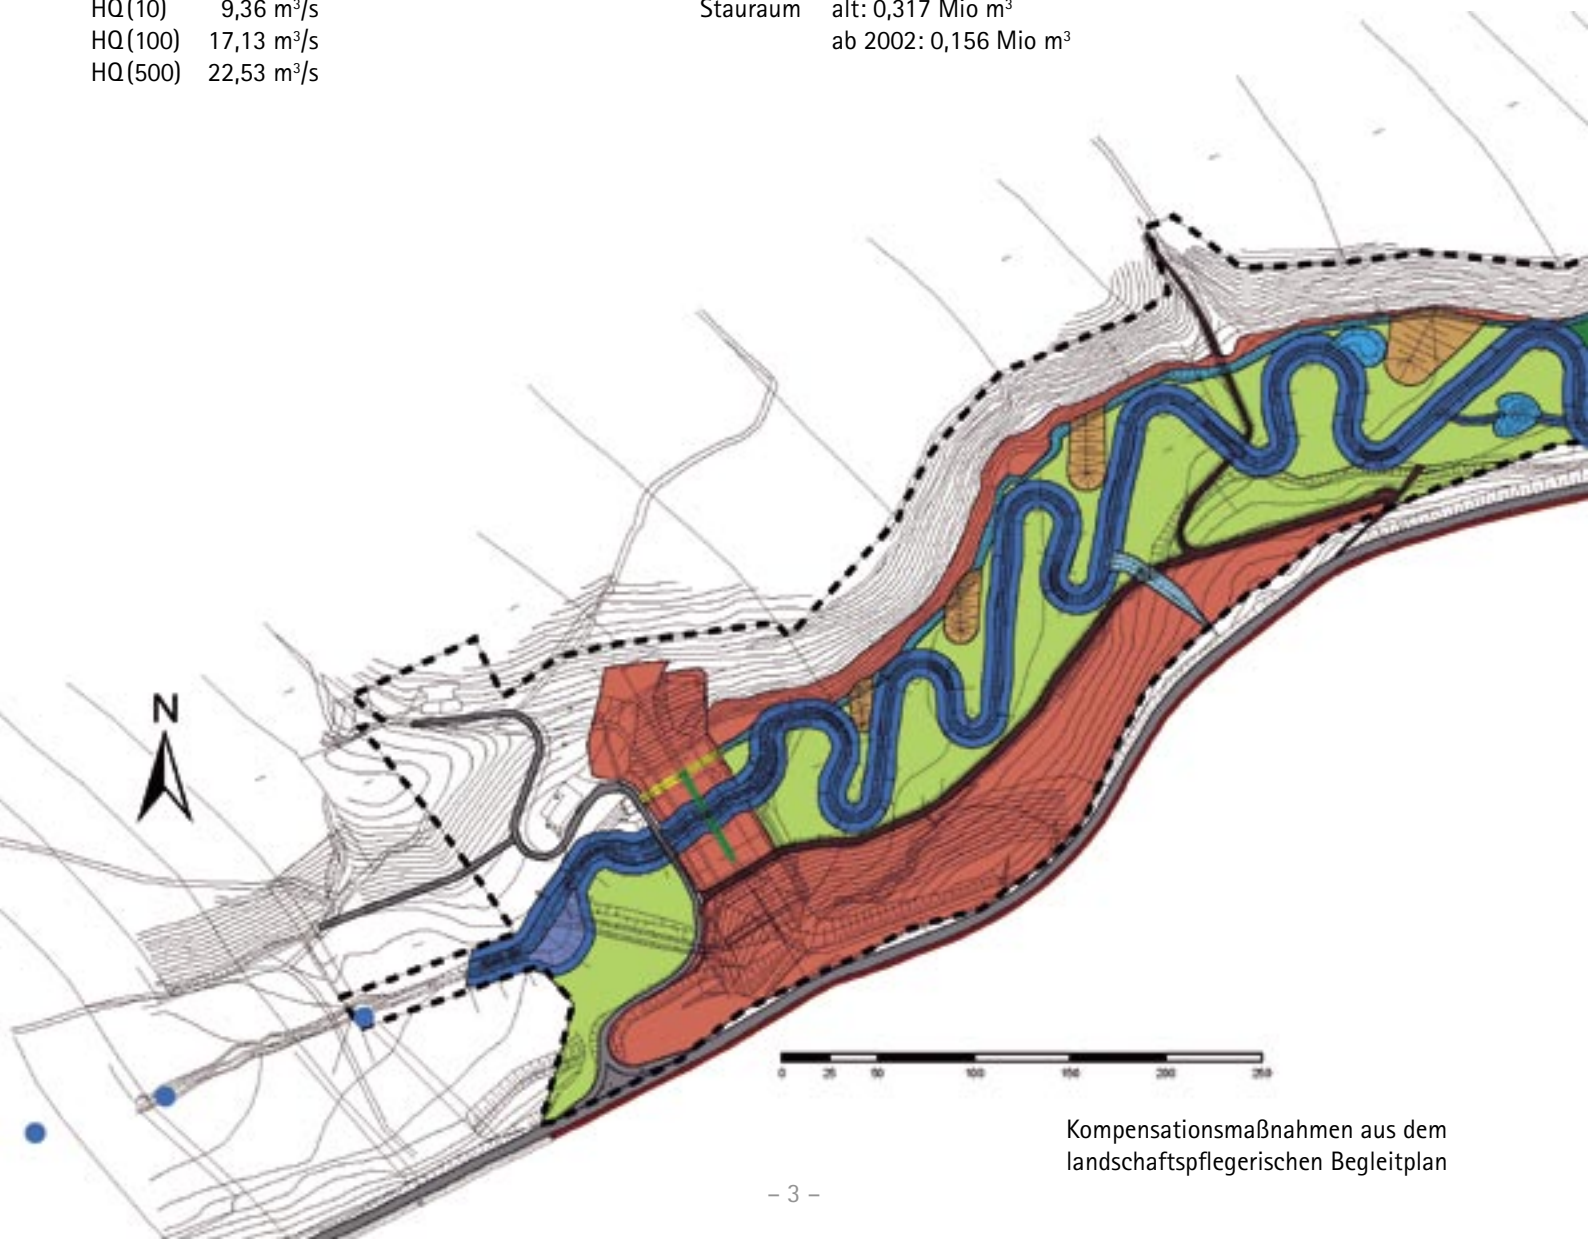 HQ(10) 9,36 m³/s
HQ(100) 17,13 m³/s
HQ(500) 22,53 m³/s
Stauraum alt: 0,317 Mio m³
ab 2002: 0,156 Mio m³
N
0 25 50 100 150 200 250
Kompensationsmaßnahmen aus dem
landschaftspflegerischen Begleitplan
– 3 –